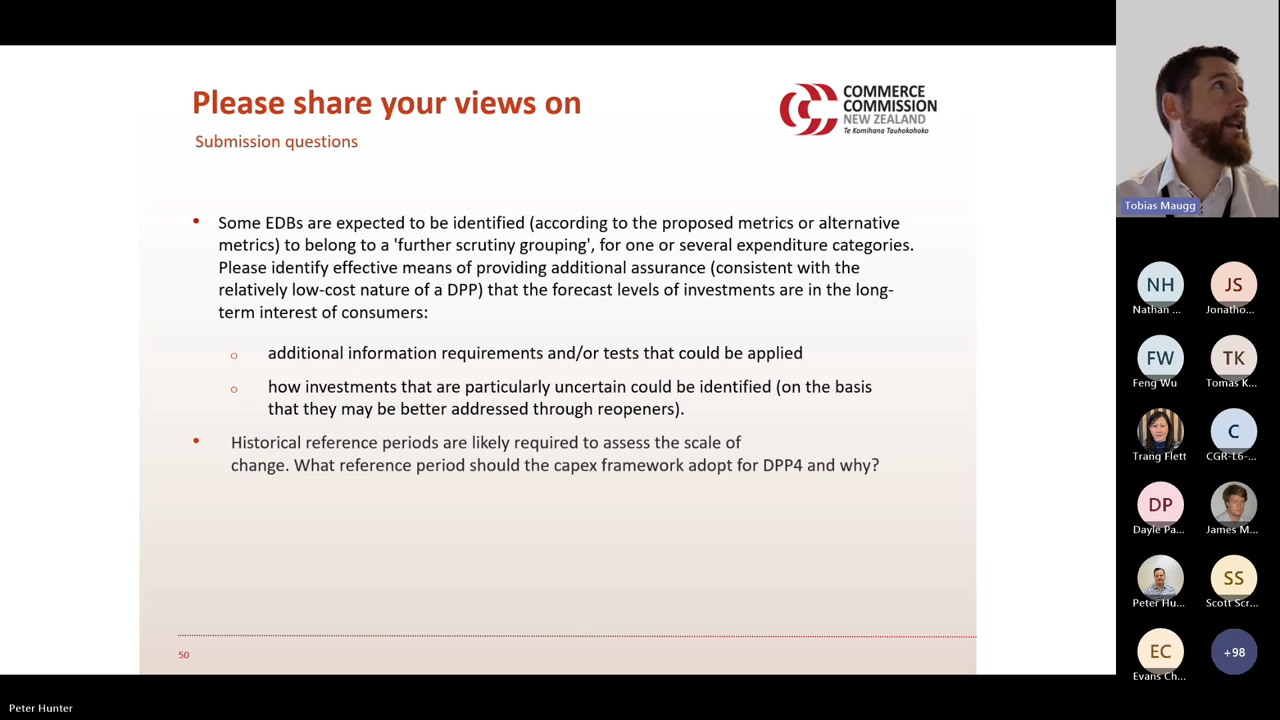 Please share your views on
Submission questions
COMMERCE
COMMISSION
NEW ZEALAND
Te Komihana Tauhokohoko
• Some EDBs are expected to be identified (according to the proposed metrics or alternative
metrics) to belong to a 'further scrutiny grouping', for one or several expenditure categories.
Please identify effective means of providing additional assurance (consistent with the
relatively low-cost nature of a DPP) that the forecast levels of investments are in the long-
term interest of consumers:
o additional information requirements and/or tests that could be applied
o how investments that are particularly uncertain could be identified (on the basis
that they may be better addressed through reopeners).
• Historical reference periods are likely required to assess the scale of
change. What reference period should the capex framework adopt for DPP4 and why?
50
Tobias Maugg
NH
Nathan ...
JS
Jonatho...
FW
Feng Wu
TK
Tomas K...
Trang Flett
C
CGR-L6-...
DP
Dayle Pa...
James M...
Peter Hu...
SS
Scott Scr...
EC
Evans Ch...
+98
Peter Hunter